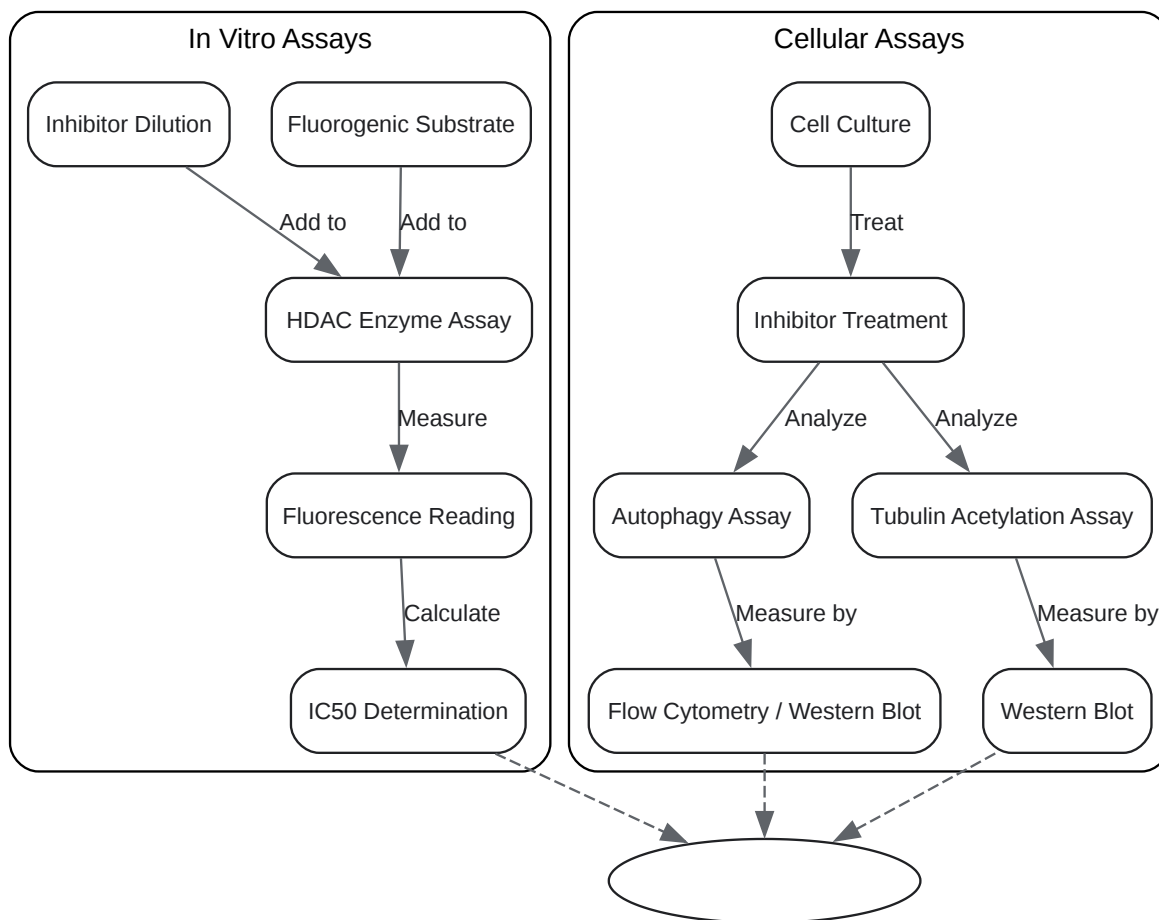 In Vitro Assays
Inhibitor Dilution
Fluorogenic Substrate
Add to
Add to
HDAC Enzyme Assay
Measure
Fluorescence Reading
Calculate
IC50 Determination
Cellular Assays
Cell Culture
Treat
Inhibitor Treatment
Analyze
Analyze
Autophagy Assay
Tubulin Acetylation Assay
Measure by
Measure by
Flow Cytometry / Western Blot
Western Blot